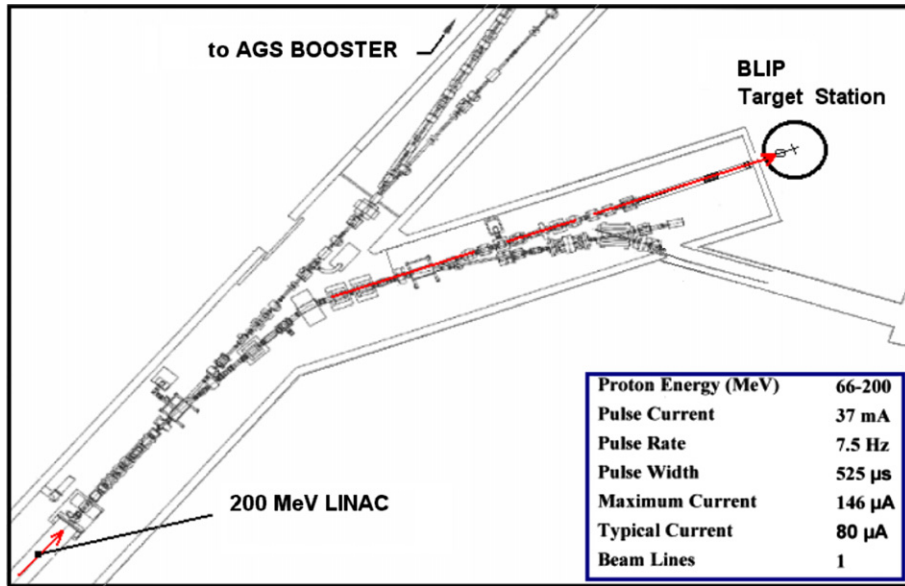 to AGS BOOSTER
BLIP
Target Station
200 MeV LINAC
Proton Energy (MeV) 66-200
Pulse Current 37 mA
Pulse Rate 7.5 Hz
Pulse Width 525 µs
Maximum Current 146 µA
Typical Current 80 µA
Beam Lines 1